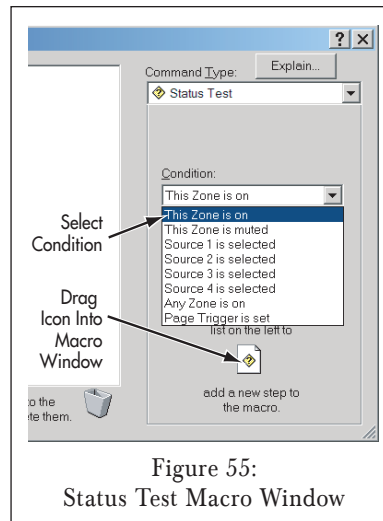 Command Type:
Explain...
Status Test
Condition:
This Zone is on
This Zone is on
This Zone is muted
Source 1 is selected
Source 2 is selected
Source 3 is selected
Source 4 is selected
Any Zone is on
Page Trigger is set
list on the left to
add a new step to
the macro.
Select
Condition
Drag
Icon Into
Macro
Window
o the
te them.
Figure 55:
Status Test Macro Window